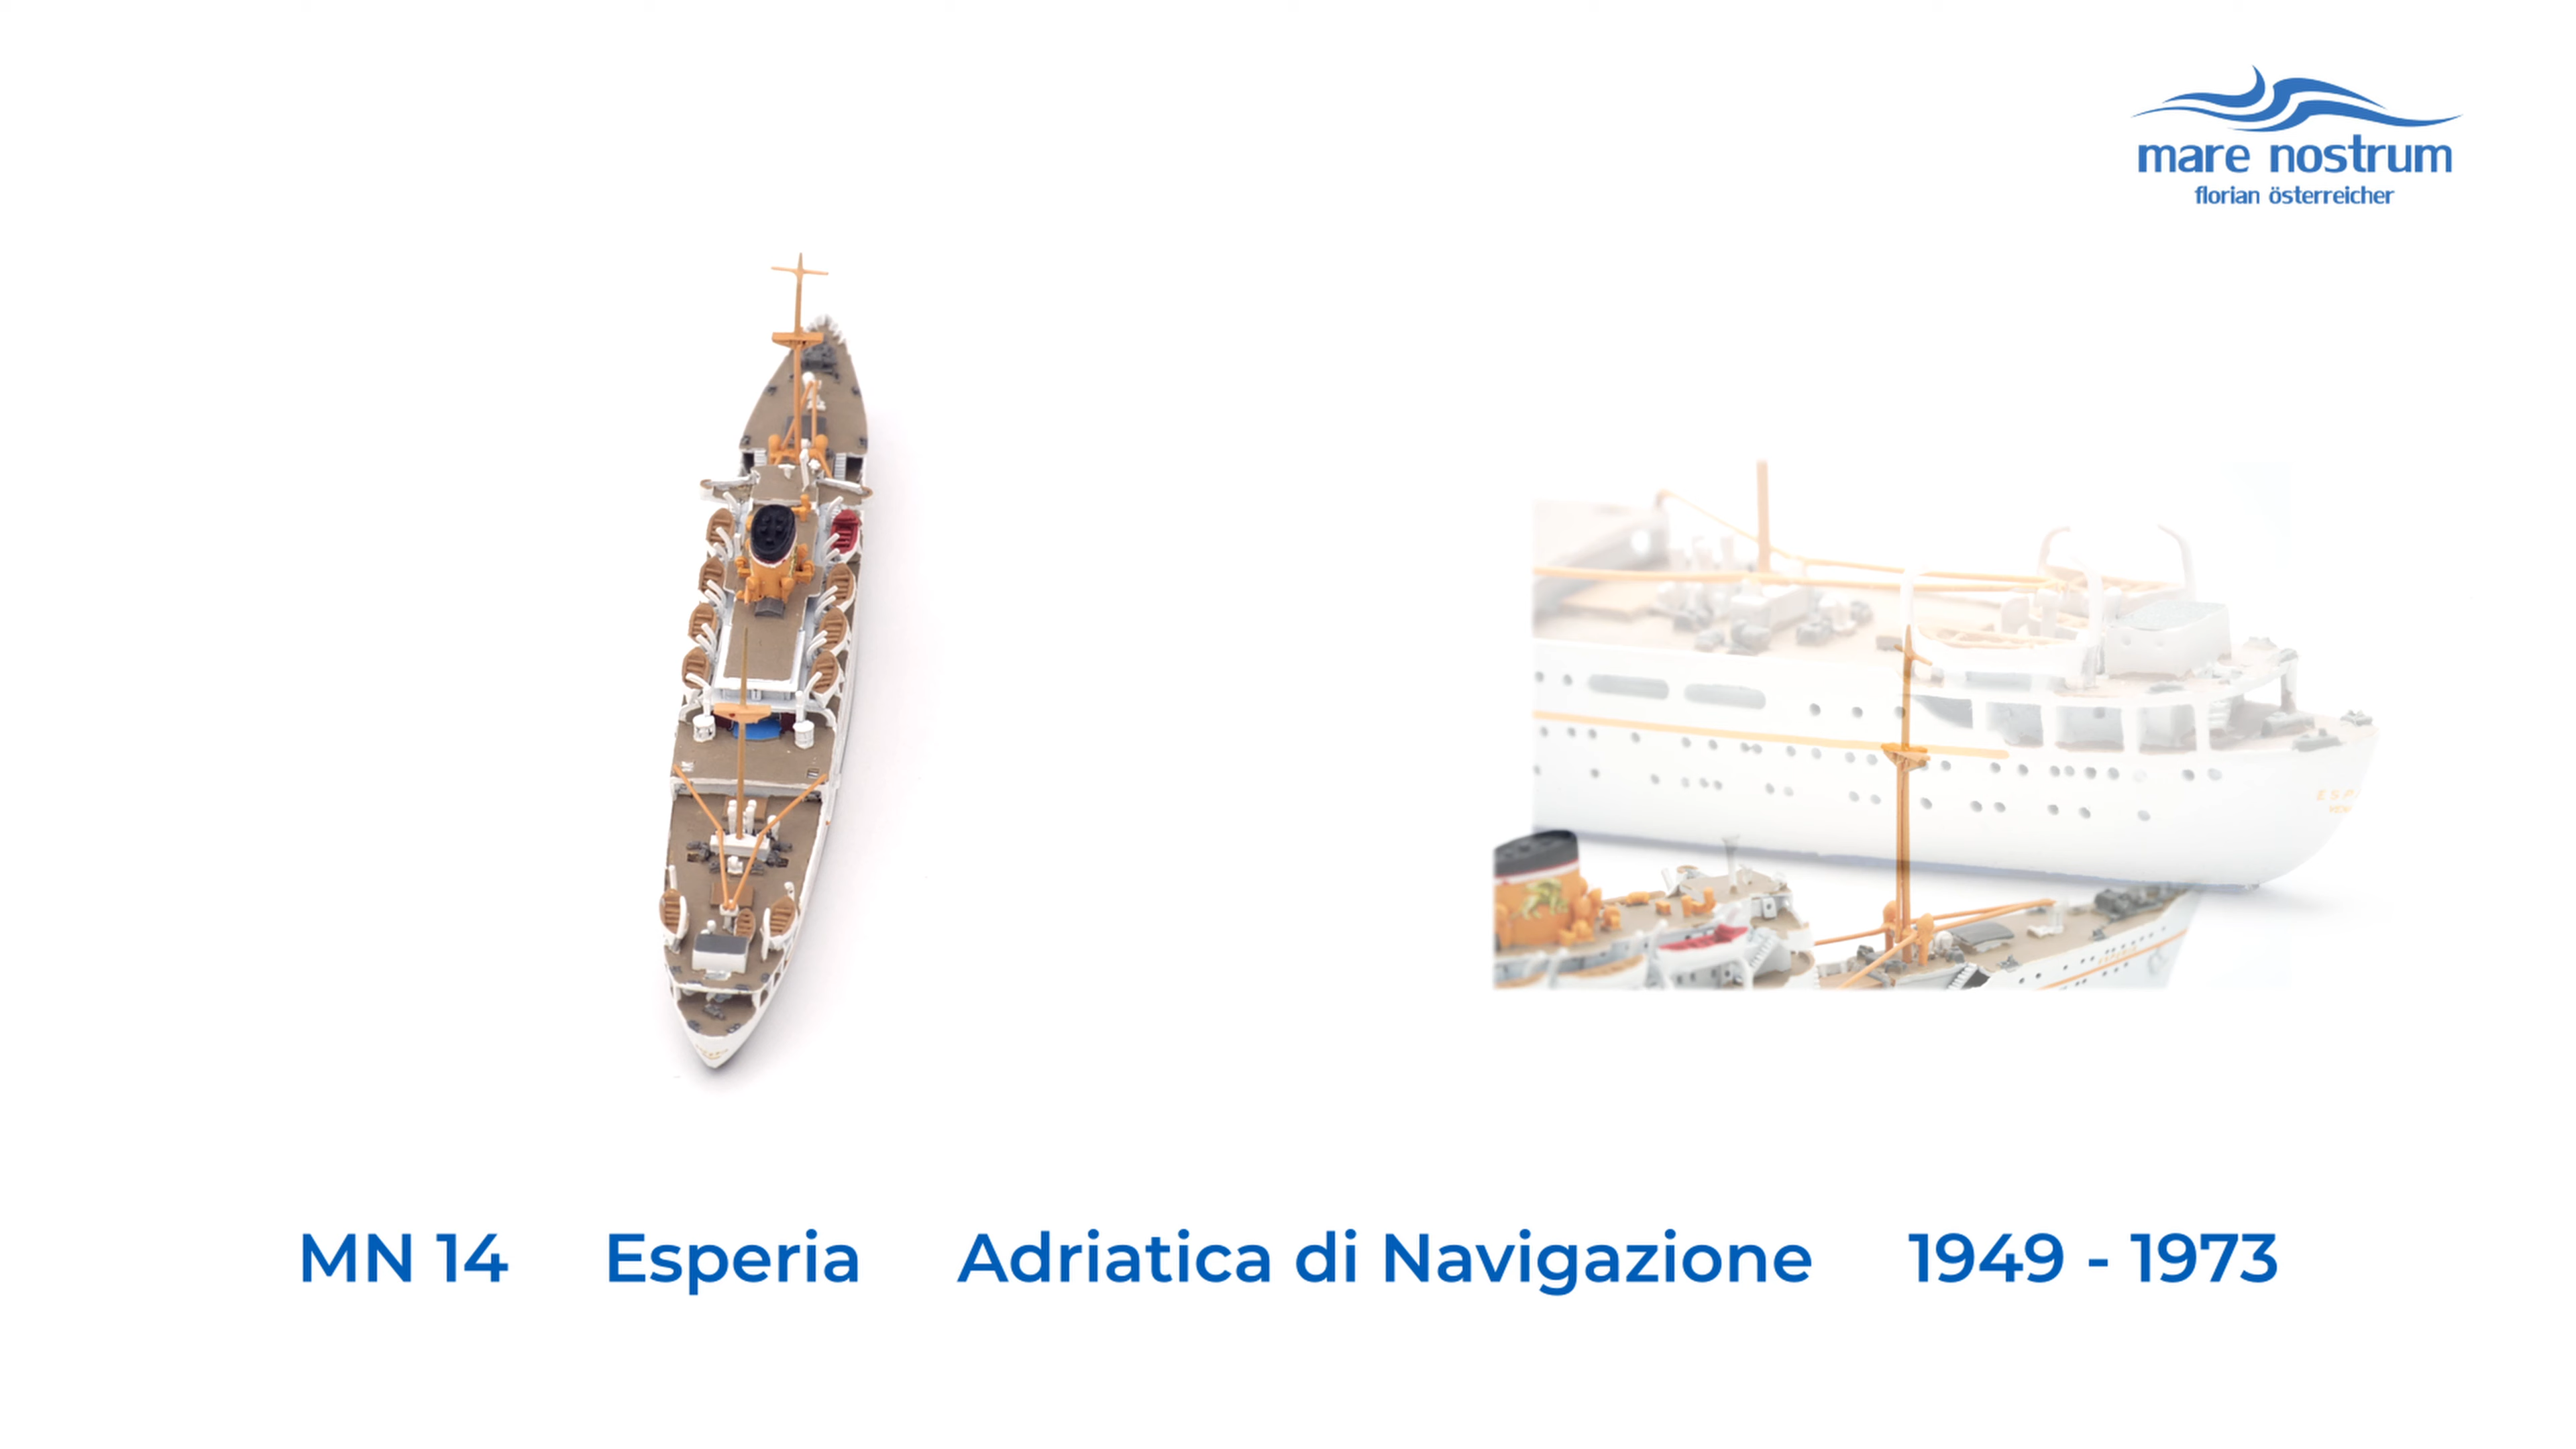 mare nostrum
florian österreicher
MN 14 Esperia Adriatica di Navigazione 1949 - 1973